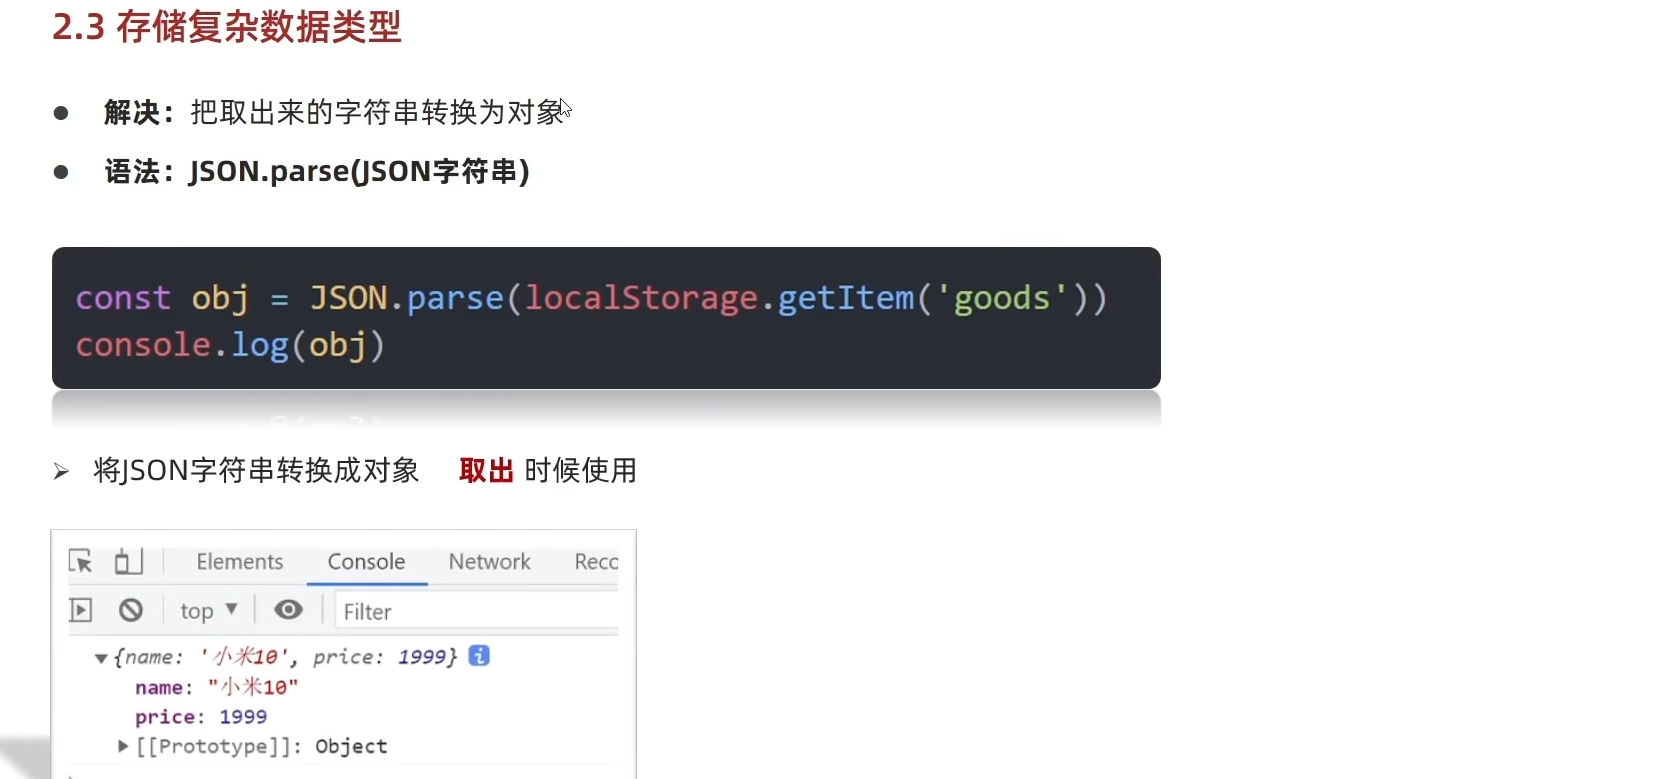 2.3 存储复杂数据类型
● 解决：把取出来的字符串转换为对象
● 语法：JSON.parse(JSON字符串)
const obj = JSON.parse(localStorage.getItem('goods'))
console.log(obj)
➢ 将JSON字符串转换成对象 取出 时候使用
Elements Console Network Reco
top ▼ Filter
▼{name: '小米10', price: 1999} i
name: "小米10"
price: 1999
▶[[Prototype]]: Object